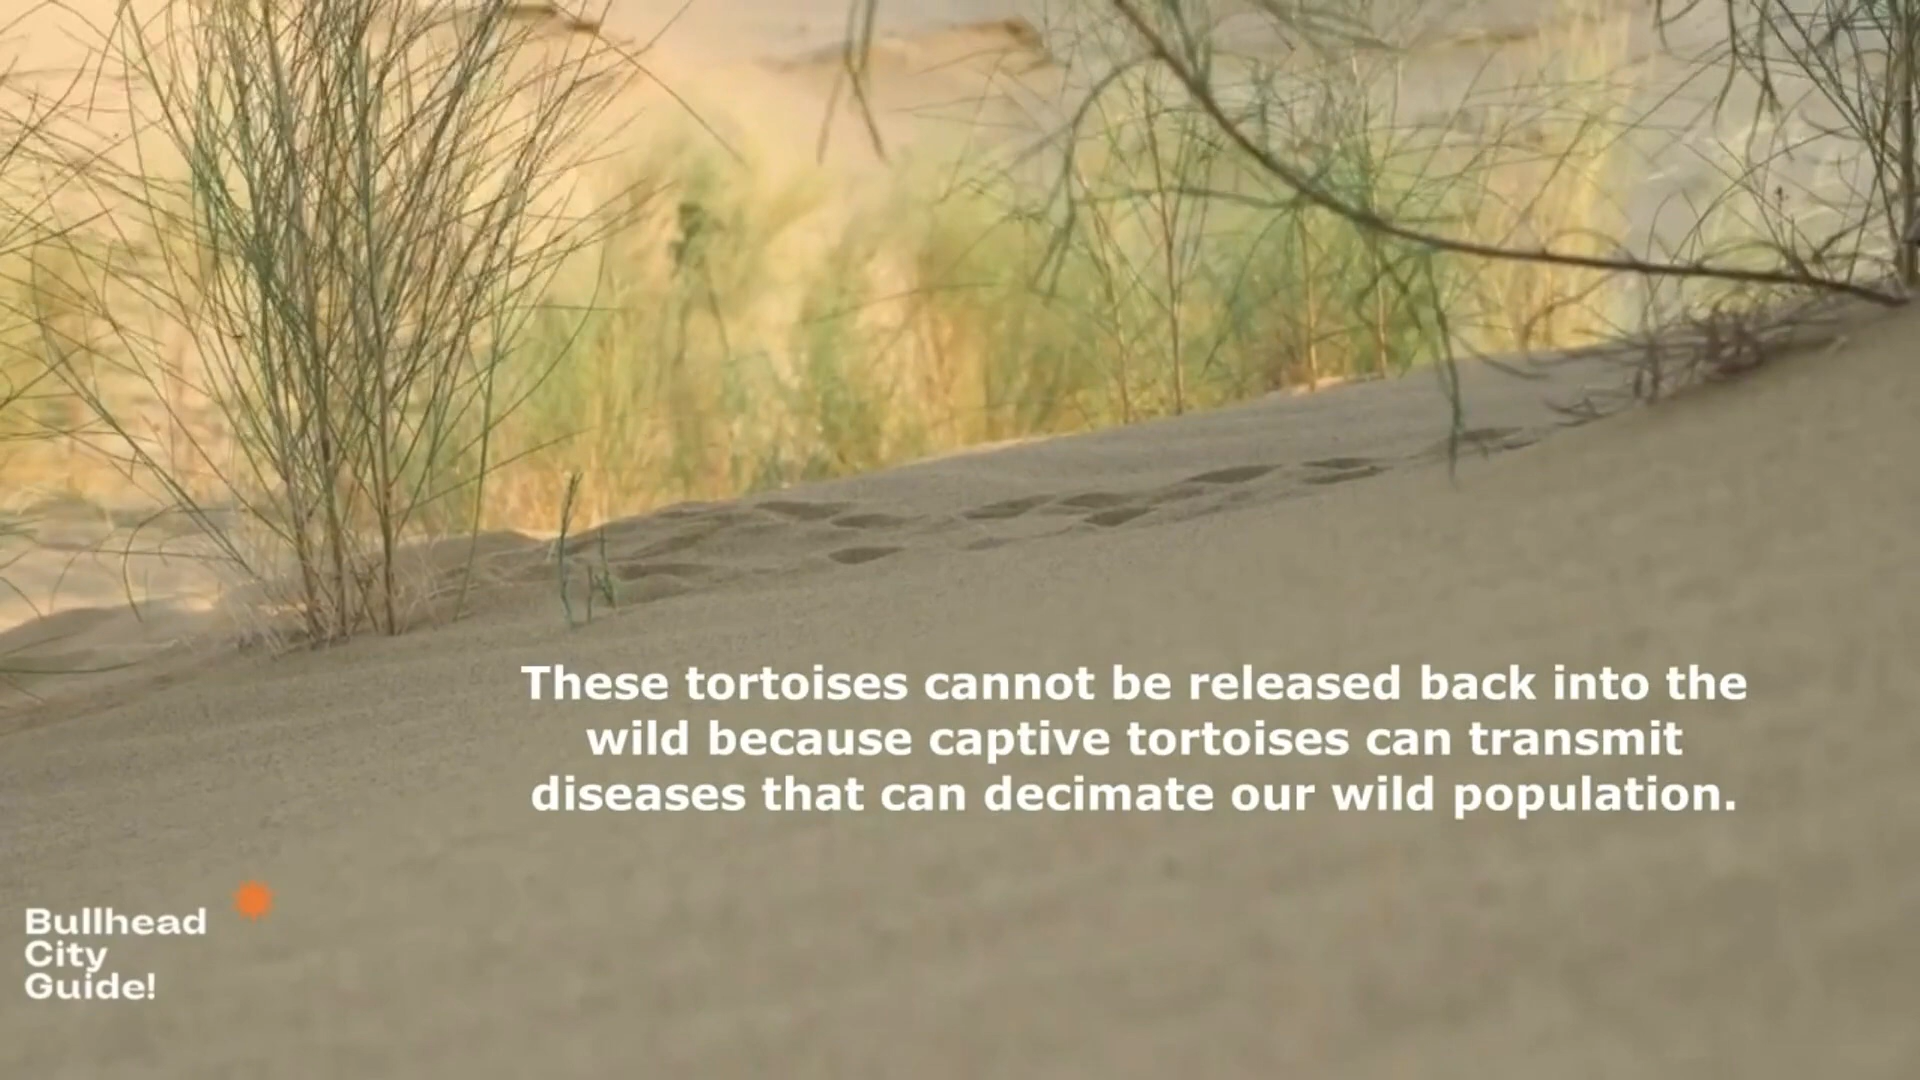 These tortoises cannot be released back into the
wild because captive tortoises can transmit
diseases that can decimate our wild population.
Bullhead
City
Guide!